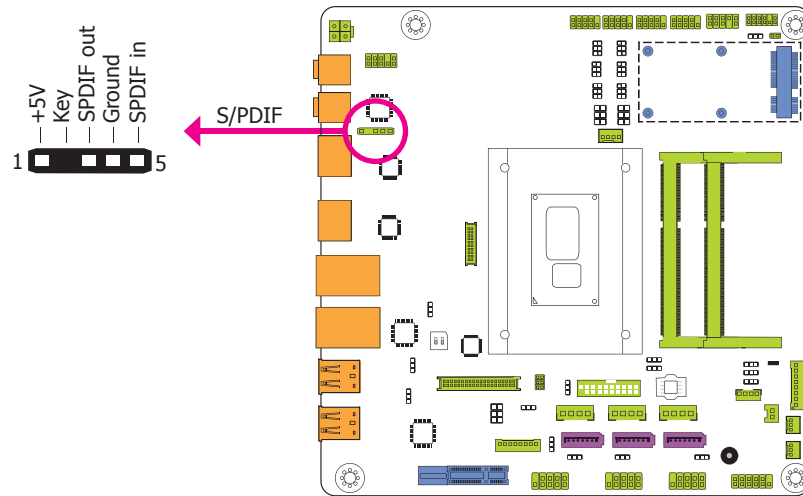 +5V
Key
SPDIF out
Ground
SPDIF in
1
5
S/PDIF